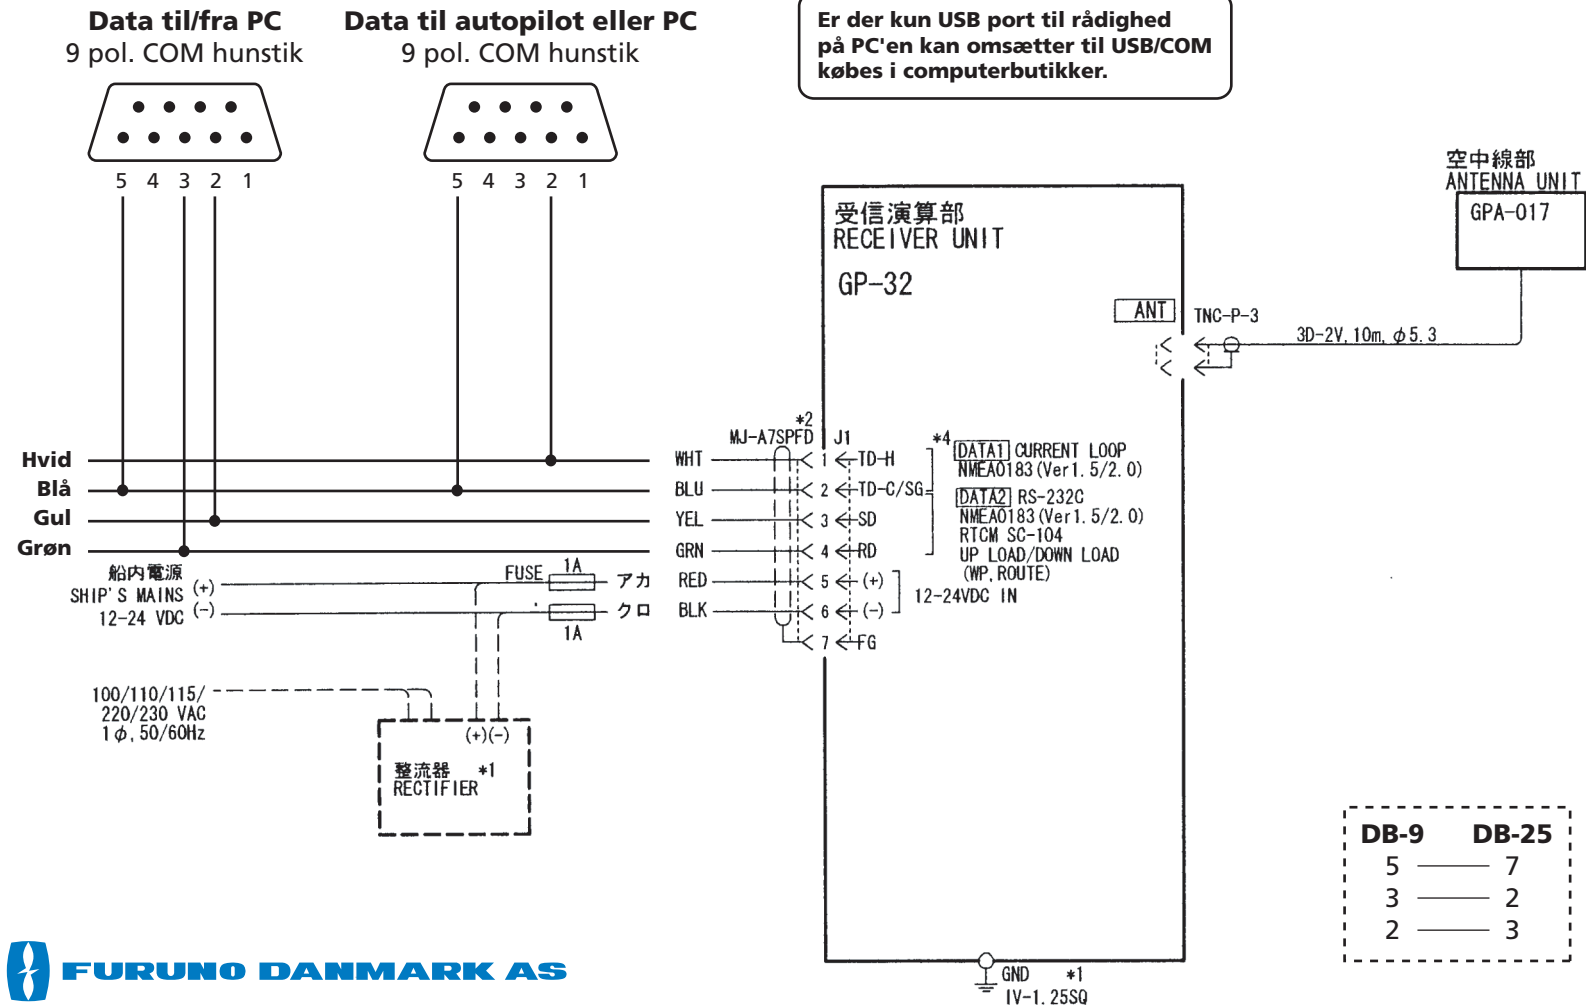 Data til/fra PC
9 pol. COM hunstik
5 4 3 2 1
Data til autopilot eller PC
9 pol. COM hunstik
5 4 3 2 1
Er der kun USB port til rådighed
på PC'en kan omsætter til USB/COM
købes i computerbutikker.
空中線部
ANTENNA UNIT
GPA-017
受信演算部
RECEIVER UNIT
GP-32
ANT
TNC-P-3
3D-2V, 10m, φ5.3
*2
MJ-A7SPFD J1
Hvid
Blå
Gul
Grøn
WHT 1 TD-H
BLU 2 TD-C/SG
YEL 3 SD
GRN 4 RD
アカ RED 5 (+)
クロ BLK 6 (-)
7 FG
*4
DATA1 CURRENT LOOP
NMEA0183(Ver1.5/2.0)
DATA2 RS-232C
NMEA0183(Ver1.5/2.0)
RTCM SC-104
UP LOAD/DOWN LOAD
(WP, ROUTE)
12-24VDC IN
船内電源
SHIP'S MAINS (+)
12-24 VDC (-)
FUSE 1A
1A
100/110/115/
220/230 VAC
1φ, 50/60Hz
(+)(-)
整流器 *1
RECTIFIER
DB-9 DB-25
5 7
3 2
2 3
GND *1
IV-1.25SQ
FURUNO DANMARK AS